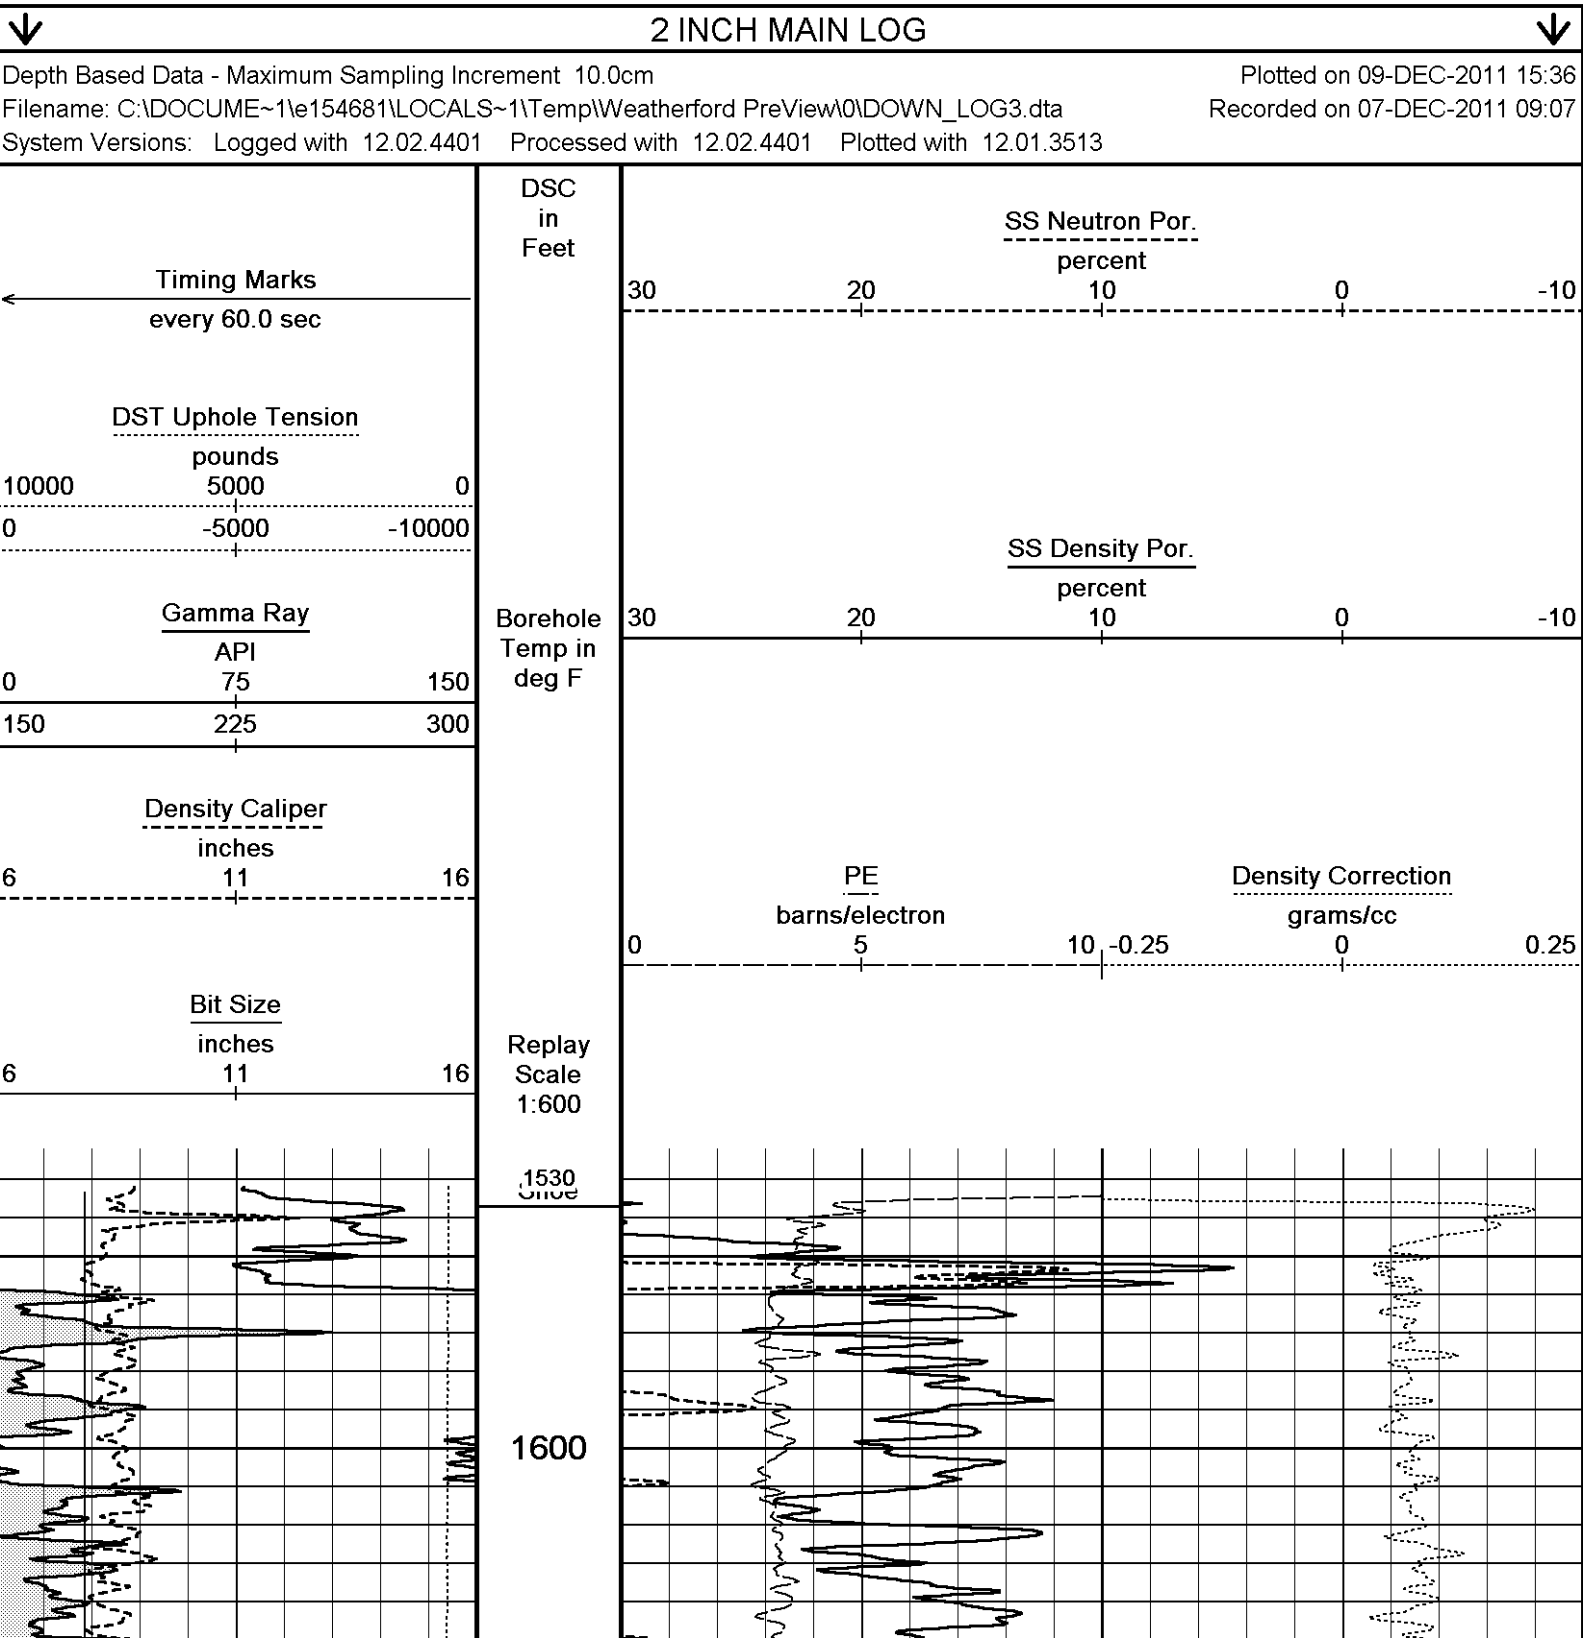 2 INCH MAIN LOG
Depth Based Data - Maximum Sampling Increment 10.0cm
Plotted on 09-DEC-2011 15:36
Filename: C:\DOCUME~1\e154681\LOCALS~1\Temp\Weatherford PreView\0\DOWN_LOG3.dta
Recorded on 07-DEC-2011 09:07
System Versions: Logged with 12.02.4401 Processed with 12.02.4401 Plotted with 12.01.3513
Timing Marks
every 60.0 sec
DST Uphole Tension
pounds
10000 5000 0
0 -5000 -10000
Gamma Ray
API
0 75 150
150 225 300
Density Caliper
inches
6 11 16
Bit Size
inches
6 11 16
DSC
in
Feet
Borehole
Temp in
deg F
Replay
Scale
1:600
1530
Shoe
1600
SS Neutron Por.
percent
30 20 10 0 -10
SS Density Por.
percent
30 20 10 0 -10
PE
barns/electron
0 5 10
Density Correction
grams/cc
-0.25 0 0.25